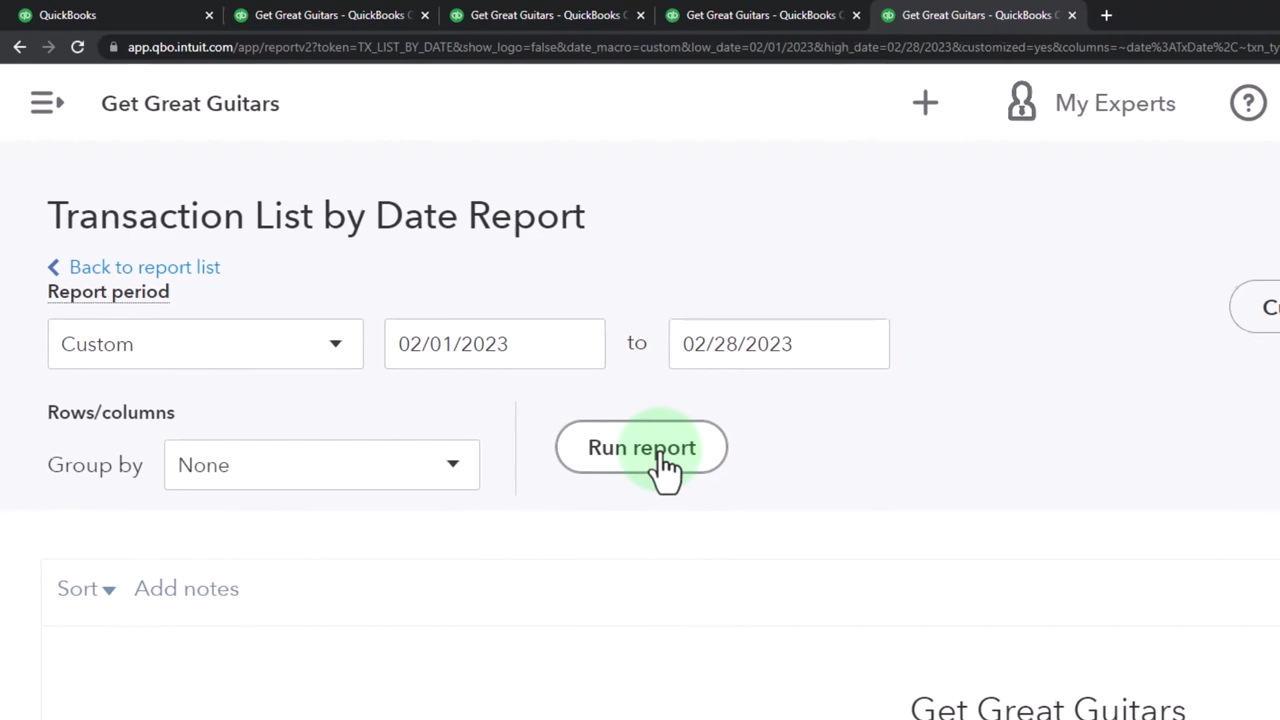 QuickBooks
Get Great Guitars - QuickBooks
Get Great Guitars - QuickBooks
Get Great Guitars - QuickBooks
Get Great Guitars - QuickBooks
app.qbo.intuit.com/app/reportv2?token=TX_LIST_BY_DATE&show_logo=false&date_macro=custom&low_date=02/01/2023&high_date=02/28/2023&customized=yes&columns=~date%3ATxDate%2C~txn_ty
Get Great Guitars
My Experts
Transaction List by Date Report
Back to report list
Report period
Custom 02/01/2023 to 02/28/2023
Rows/columns
Group by None
Run report
Sort Add notes
Get Great Guitars